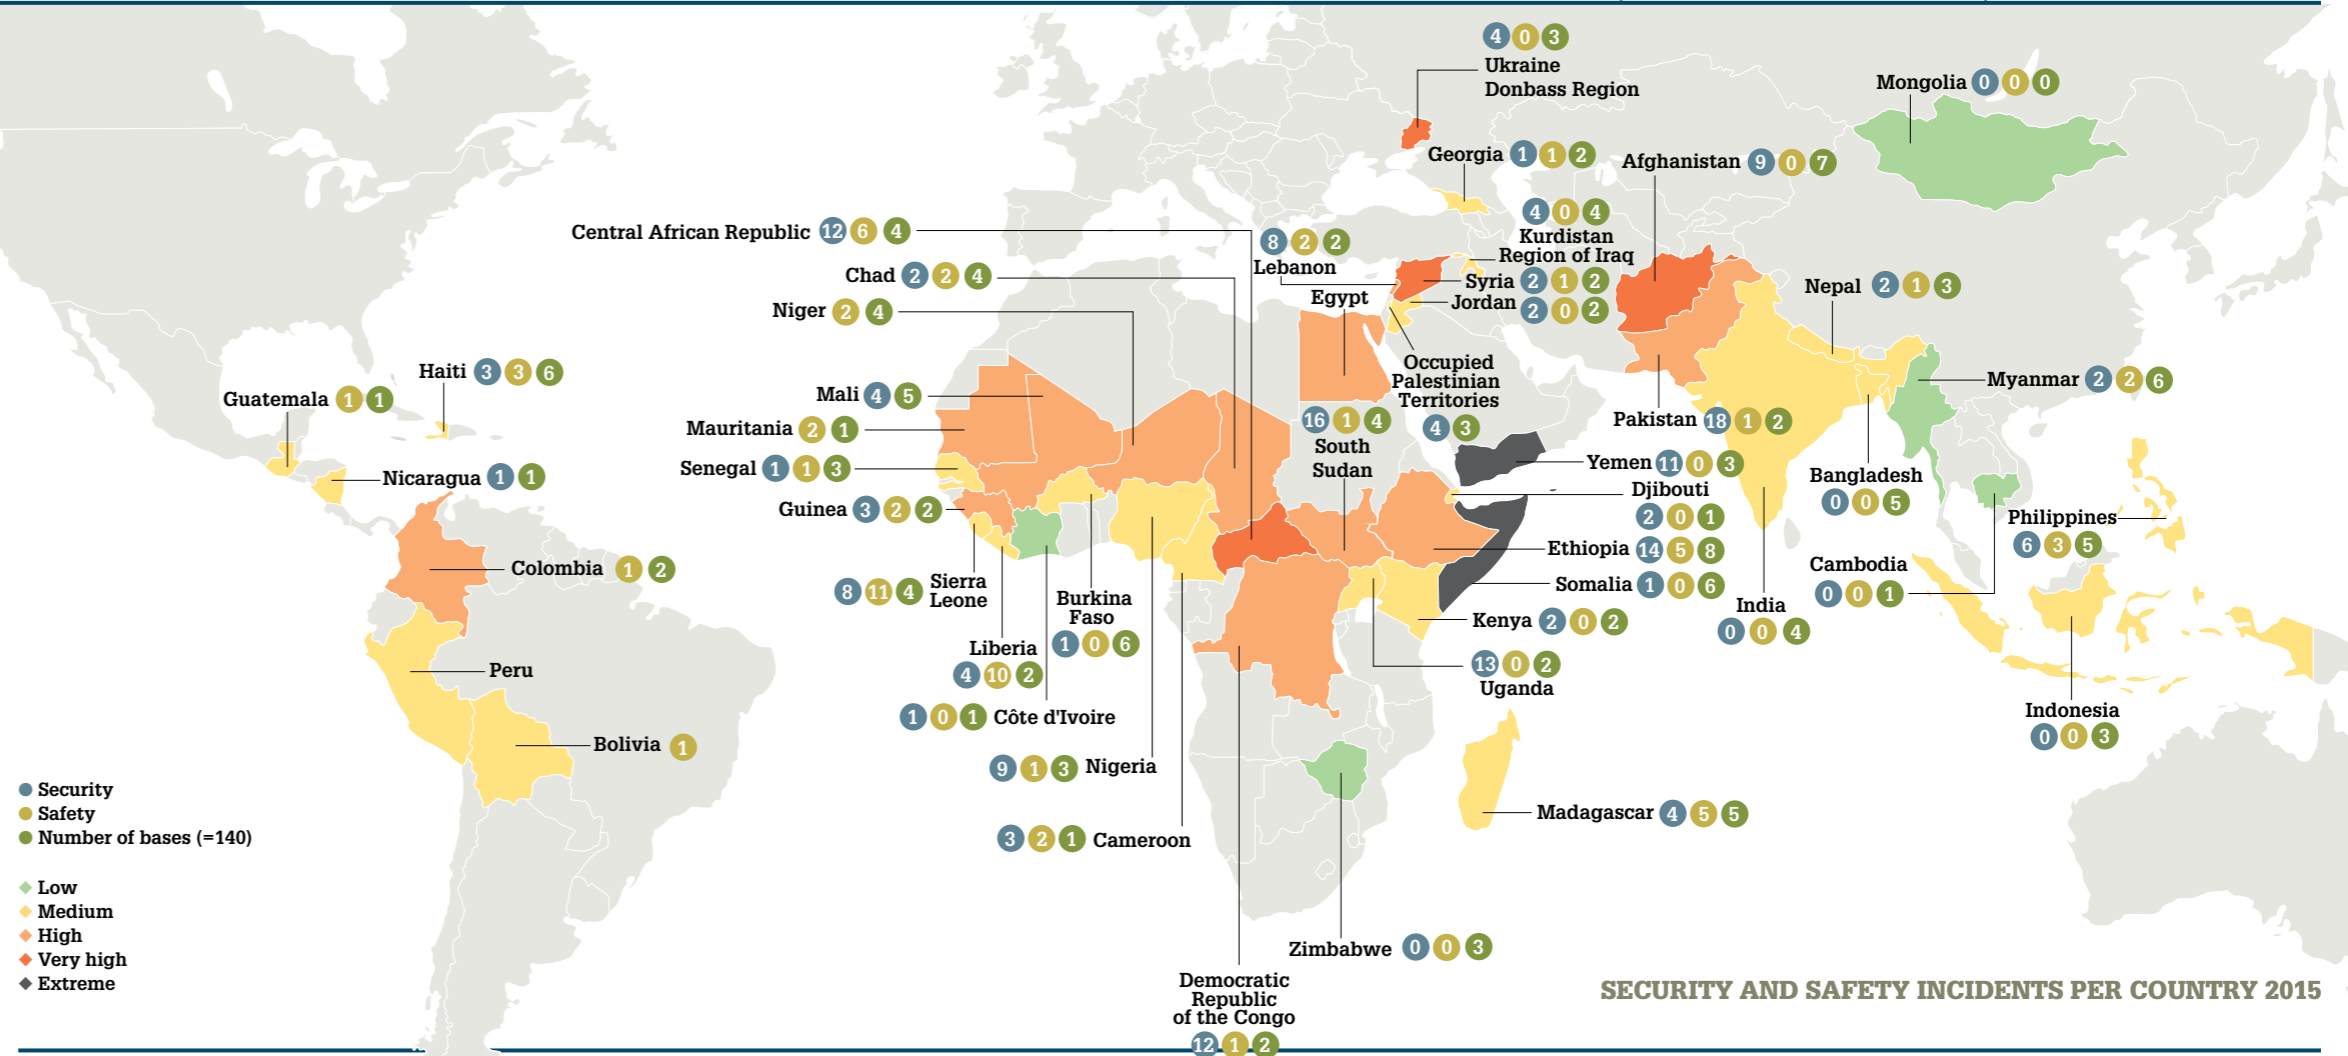 4 0 3
Ukraine
Donbass Region
Mongolia 0 0 0
Georgia 1 1 2
Afghanistan 9 0 7
Central African Republic 12 6 4
4 0 4
Kurdistan
Region of Iraq
8 2 2
Lebanon
Chad 2 2 4
Syria 2 1 2
Nepal 2 1 3
Egypt
Jordan 2 0 2
Niger 2 4
Occupied
Palestinian
Territories
4 3
Haiti 3 3 6
Guatemala 1 1
Mali 4 5
Myanmar 2 2 6
16 1 4
South
Sudan
Pakistan 18 1 2
Mauritania 2 1
Senegal 1 1 3
Yemen 11 0 3
Nicaragua 1 1
Bangladesh
0 0 5
Djibouti
2 0 1
Guinea 3 2 2
Philippines
6 3 5
Ethiopia 14 5 8
Colombia 1 2
Cambodia
0 0 1
Somalia 1 0 6
8 11 4 Sierra
Leone
Burkina
Faso
1 0 6
India
0 0 4
Kenya 2 0 2
Liberia
4 10 2
13 0 2
Uganda
Peru
1 0 1 Côte d'Ivoire
Indonesia
0 0 3
Bolivia 1
9 1 3 Nigeria
Madagascar 4 5 5
3 2 1 Cameroon
Security
Safety
Number of bases (=140)
Low
Medium
High
Very high
Extreme
Zimbabwe 0 0 3
Democratic
Republic
of the Congo
12 1 2
SECURITY AND SAFETY INCIDENTS PER COUNTRY 2015